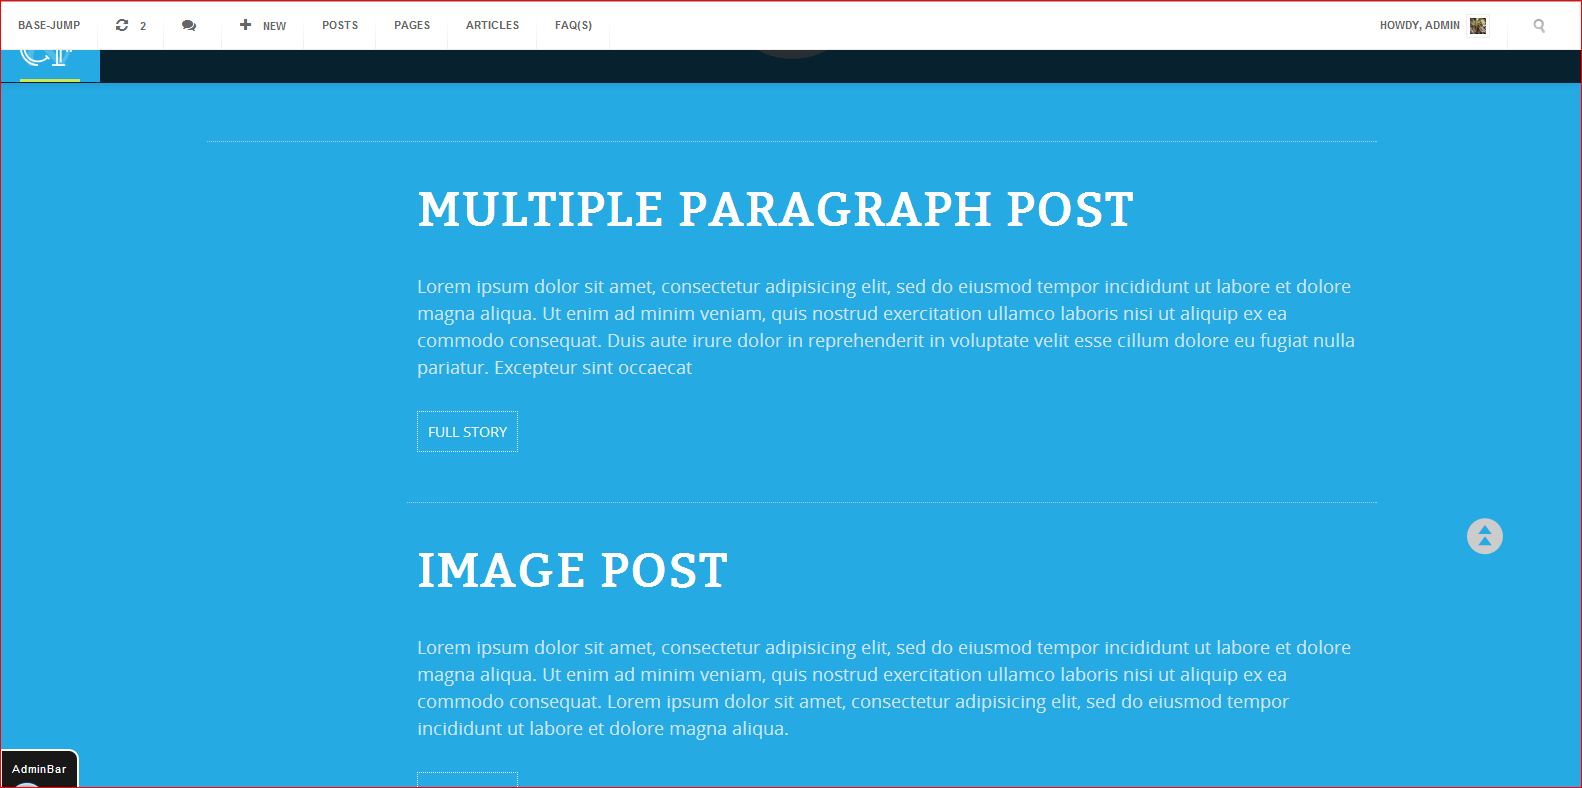 BASE-JUMP 2 NEW POSTS PAGES ARTICLES FAQ(S) HOWDY, ADMIN
MULTIPLE PARAGRAPH POST
Lorem ipsum dolor sit amet, consectetur adipisicing elit, sed do eiusmod tempor incididunt ut labore et dolore
magna aliqua. Ut enim ad minim veniam, quis nostrud exercitation ullamco laboris nisi ut aliquip ex ea
commodo consequat. Duis aute irure dolor in reprehenderit in voluptate velit esse cillum dolore eu fugiat nulla
pariatur. Excepteur sint occaecat
FULL STORY
IMAGE POST
Lorem ipsum dolor sit amet, consectetur adipisicing elit, sed do eiusmod tempor incididunt ut labore et dolore
magna aliqua. Ut enim ad minim veniam, quis nostrud exercitation ullamco laboris nisi ut aliquip ex ea
commodo consequat. Lorem ipsum dolor sit amet, consectetur adipisicing elit, sed do eiusmod tempor
incididunt ut labore et dolore magna aliqua.
AdminBar